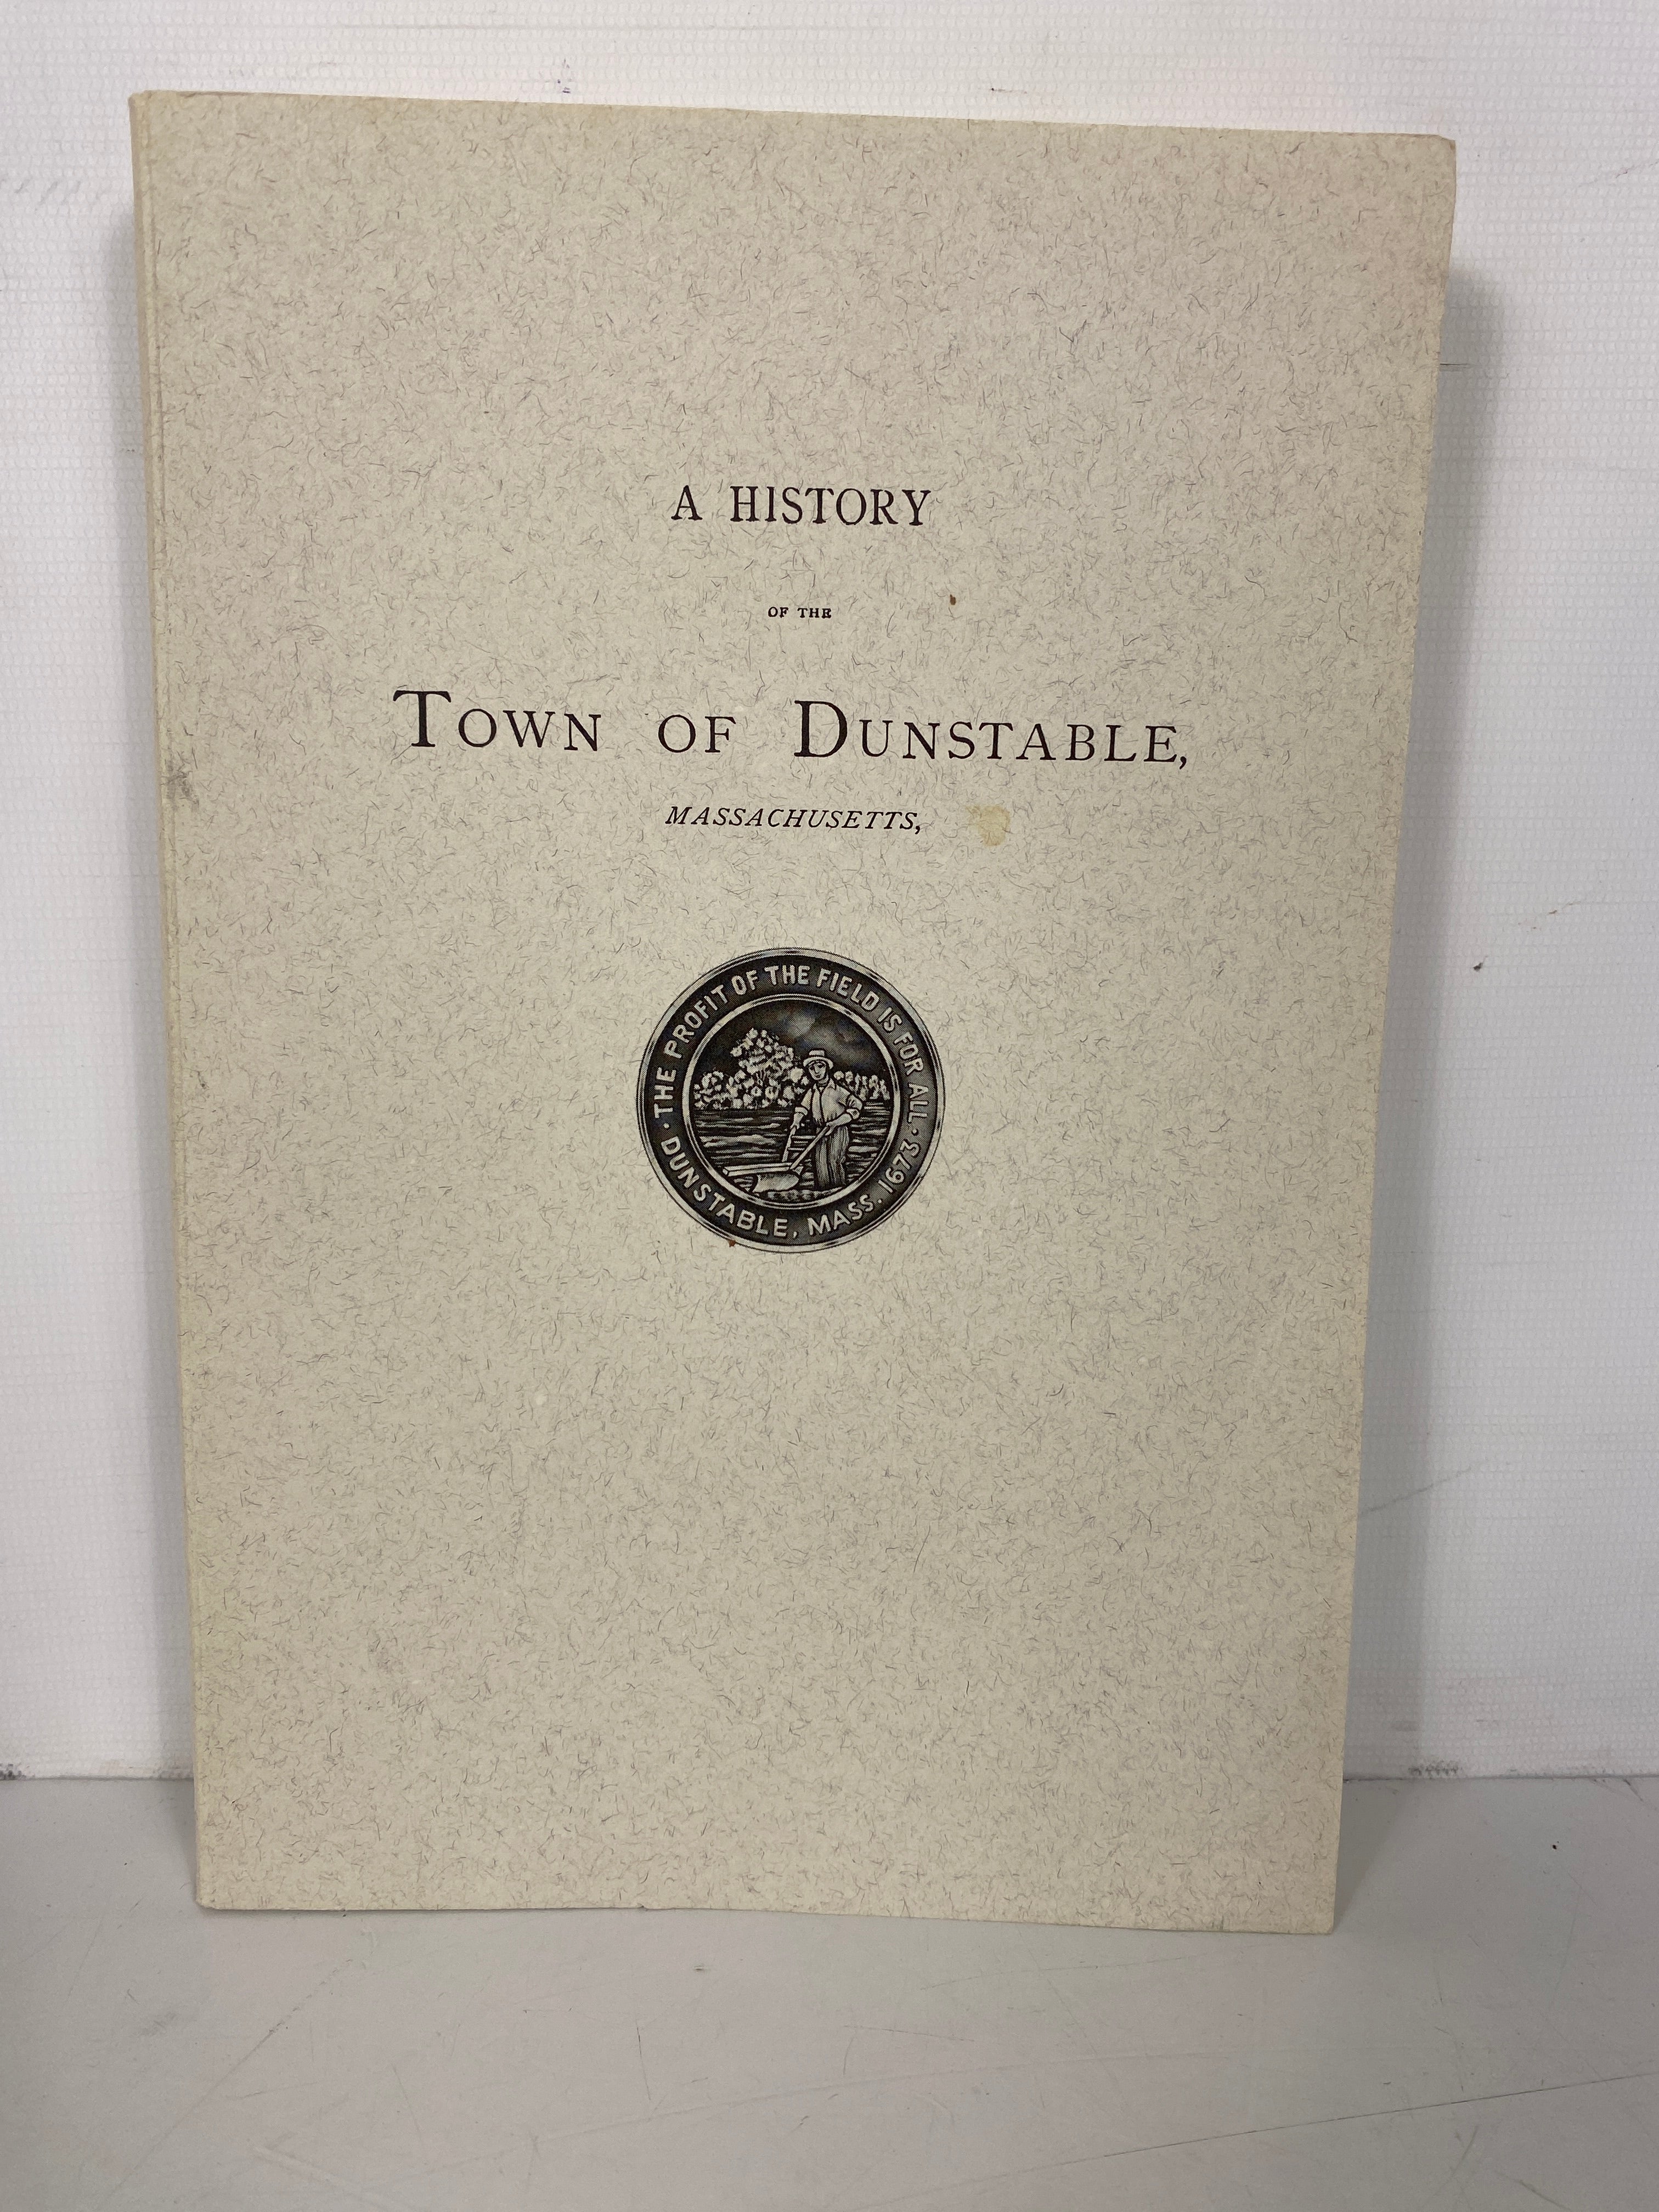 A HISTORY
OF THE
TOWN OF DUNSTABLE,
MASSACHUSETTS,
· THE PROFIT OF THE FIELD IS FOR ALL ·
DUNSTABLE, MASS. 1673